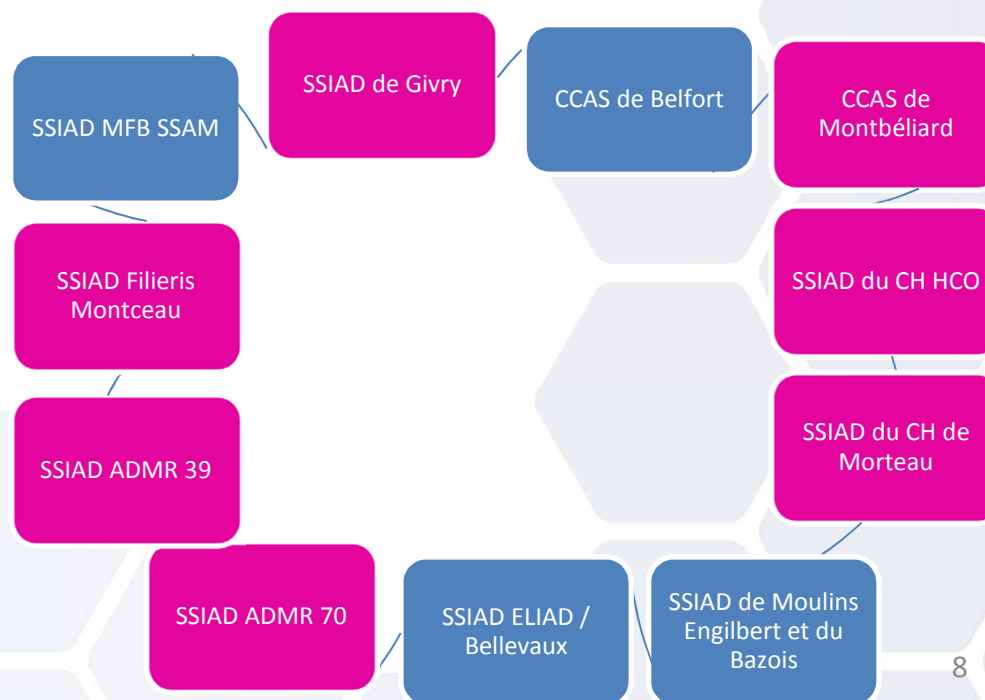 SSIAD de Givry
CCAS de Belfort
CCAS de
Montbéliard
SSIAD MFB SSAM
SSIAD Filieris
Montceau
SSIAD du CH HCO
SSIAD ADMR 39
SSIAD du CH de
Morteau
SSIAD ADMR 70
SSIAD ELIAD /
Bellevaux
SSIAD de Moulins
Engilbert et du
Bazois
8